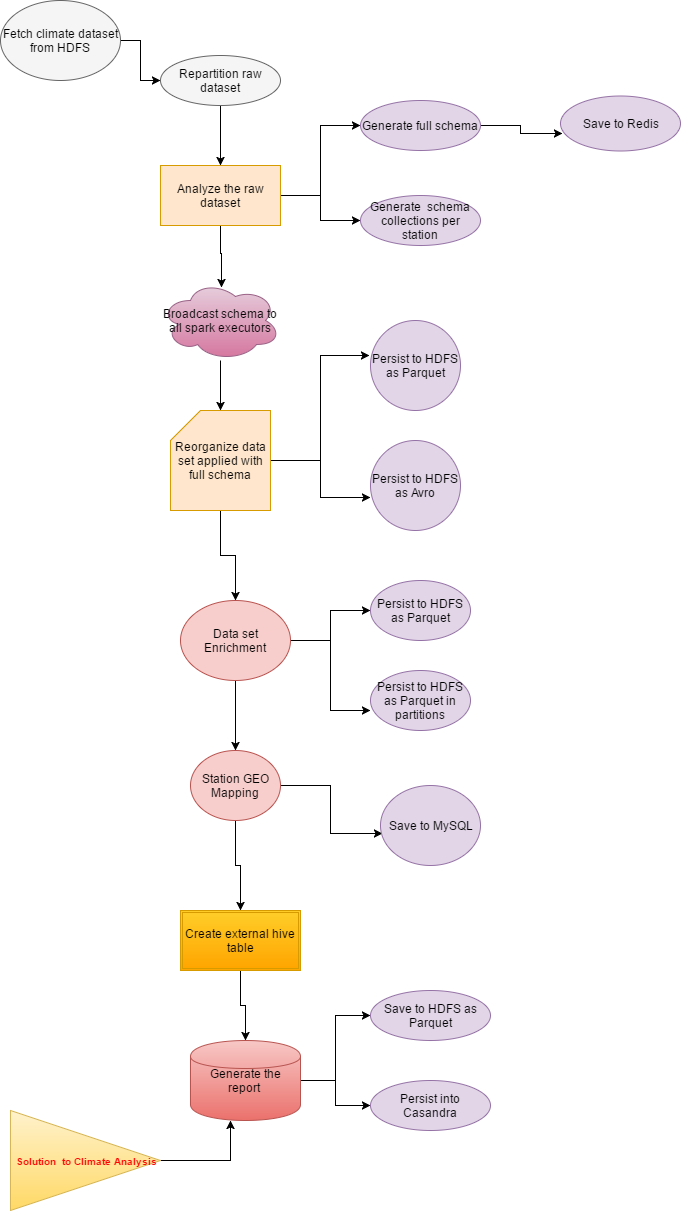 Fetch climate dataset
from HDFS
Repartition raw
dataset
Generate full schema
Save to Redis
Analyze the raw
dataset
Generate schema
collections per
station
Broadcast schema to
all spark executors
Persist to HDFS
as Parquet
Reorganize data
set applied with
full schema
Persist to HDFS
as Avro
Data set
Enrichment
Persist to HDFS
as Parquet
Persist to HDFS
as Parquet in
partitions
Station GEO
Mapping
Save to MySQL
Create external hive
table
Generate the
report
Save to HDFS as
Parquet
Persist into
Casandra
Solution to Climate Analysis